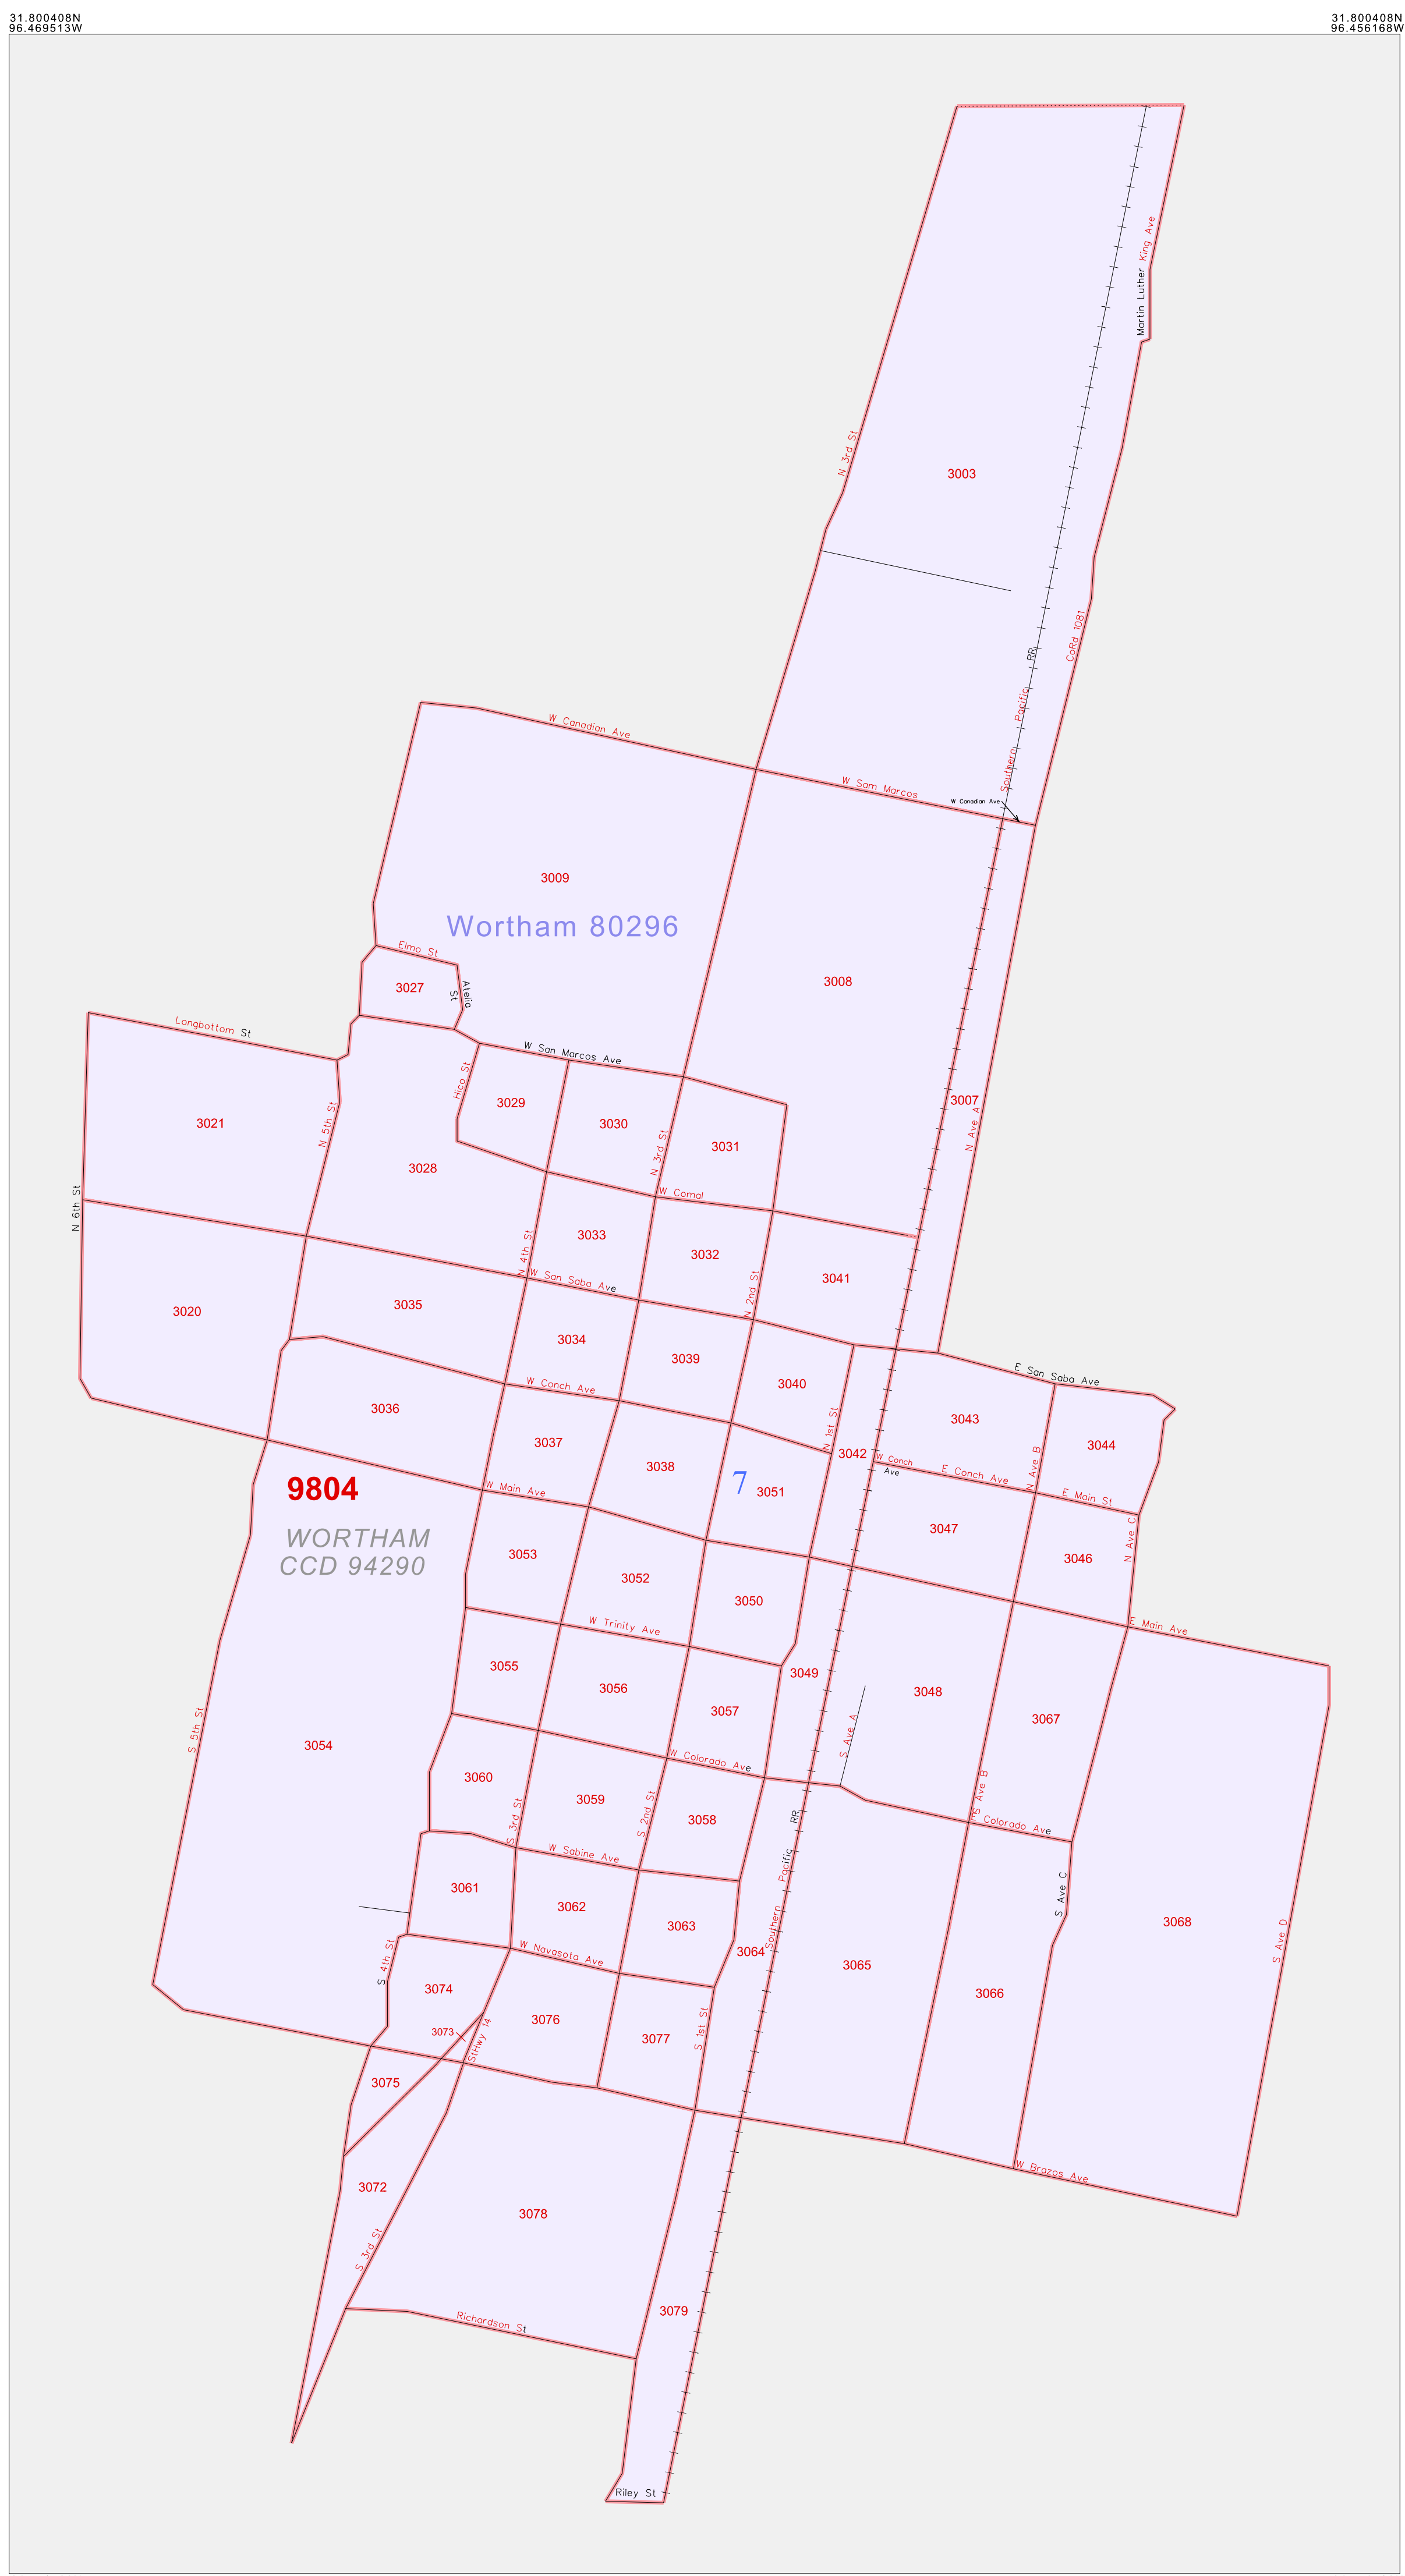 31.800408N
96.469513W
31.800408N
96.456168W
Martin Luther King Ave
N 3rd St
3003
CoRd 1081
Southern Pacific RR
W Canadian Ave
W Sam Marcos
W Canadian Ave
3009
Wortham 80296
3008
Elmo St
3027
Atelia
St
Longbottom St
W San Marcos Ave
Hico St
3029
3030
3031
3007
N Ave A
3021
N 5th St
3028
N 3rd St
W Comal
N 6th St
3033
3032
3041
N 4th St
N 2nd St
W San Saba Ave
3020
3035
3034
3039
3040
E San Saba Ave
W Conch Ave
3036
3037
3038
N 1st St
3042
3043
3044
N Ave B
W Conch
Ave
E Conch Ave
E Main St
9804
7
3051
W Main Ave
WORTHAM
CCD 94290
3053
3052
3050
3047
3046
N Ave C
W Trinity Ave
E Main Ave
3055
3056
3057
3049
3048
3067
S 5th St
3054
S Ave A
W Colorado Ave
3060
3059
3058
S 3rd St
S 2nd St
S Ave B
E Colorado Ave
W Sabine Ave
Southern Pacific RR
3061
3062
3063
3064
3065
3066
S Ave C
3068
S Ave D
S 4th St
W Navasota Ave
3074
3073
StHwy 14
3076
3077
S 1st St
3075
W Brazos Ave
3072
3078
S 3rd St
3079
Richardson St
Riley St